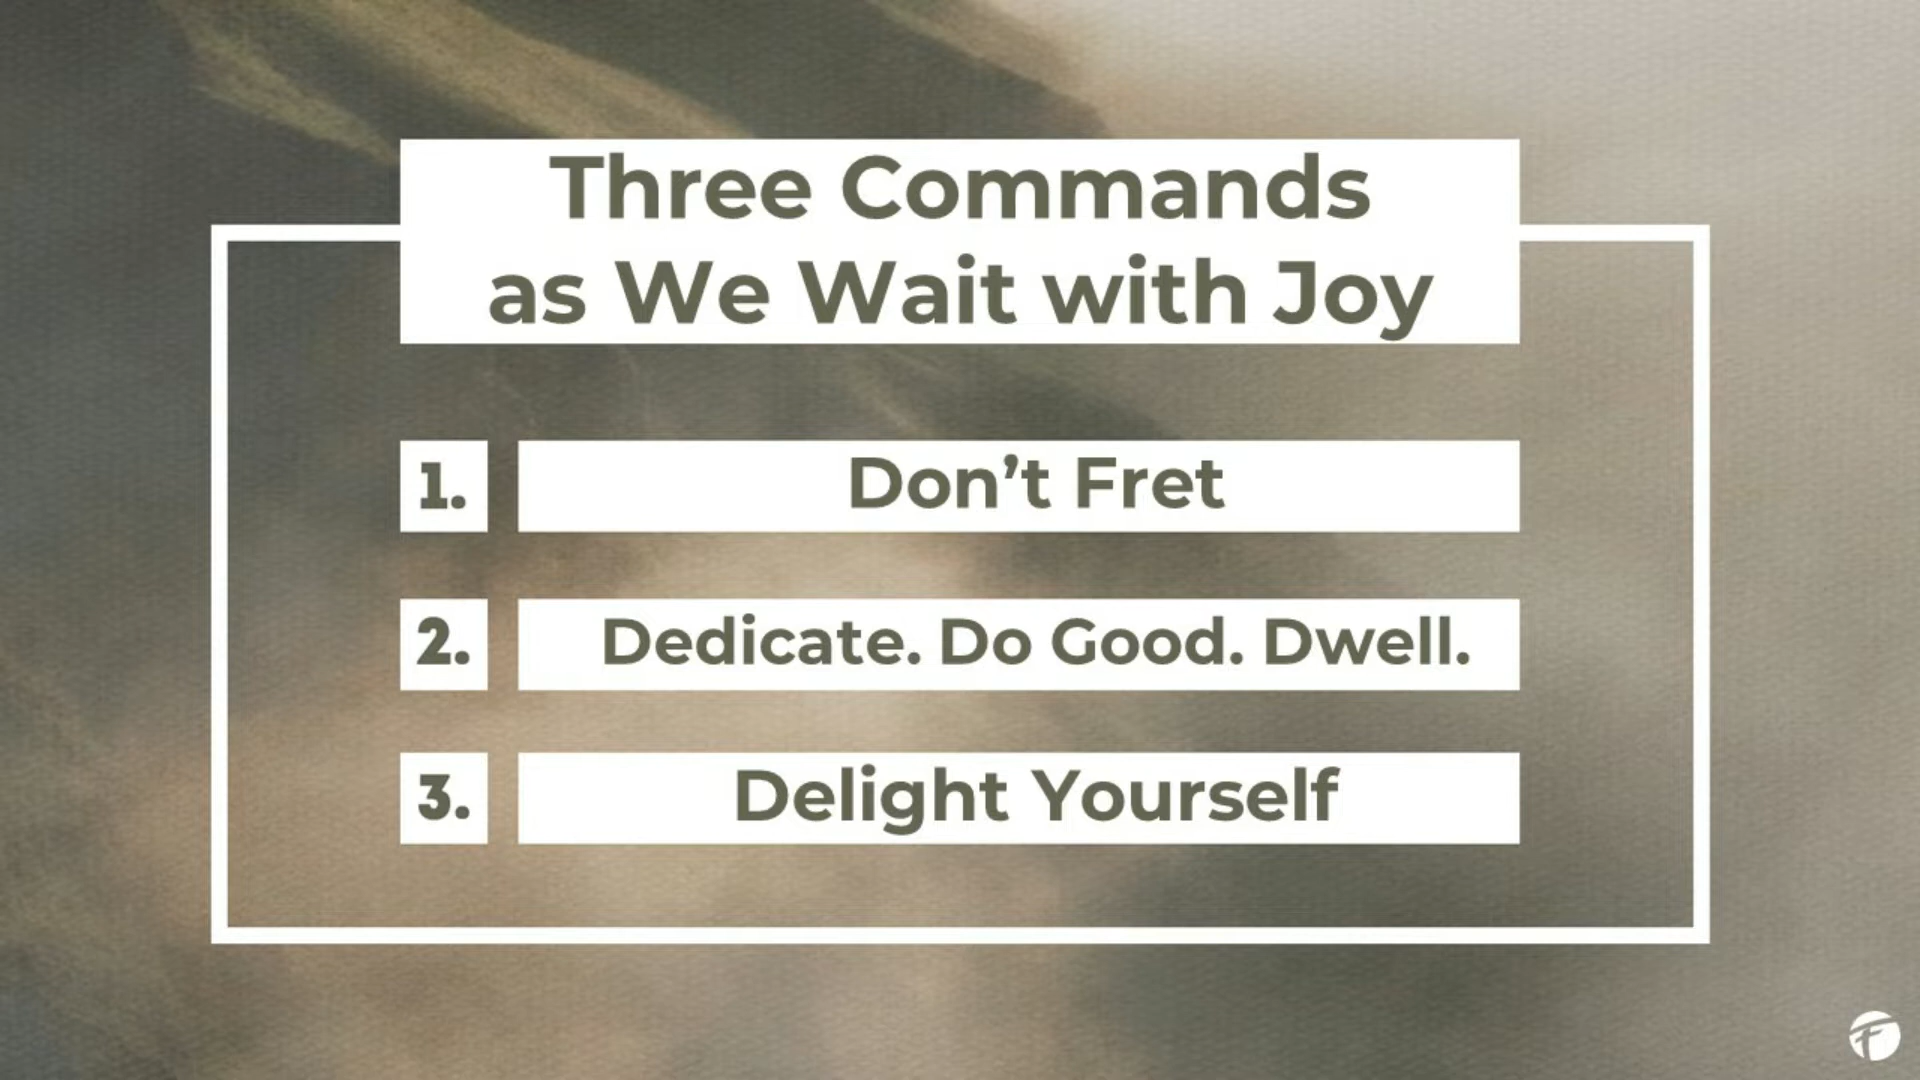 Three Commands
as We Wait with Joy
1. Don’t Fret
2. Dedicate. Do Good. Dwell.
3. Delight Yourself